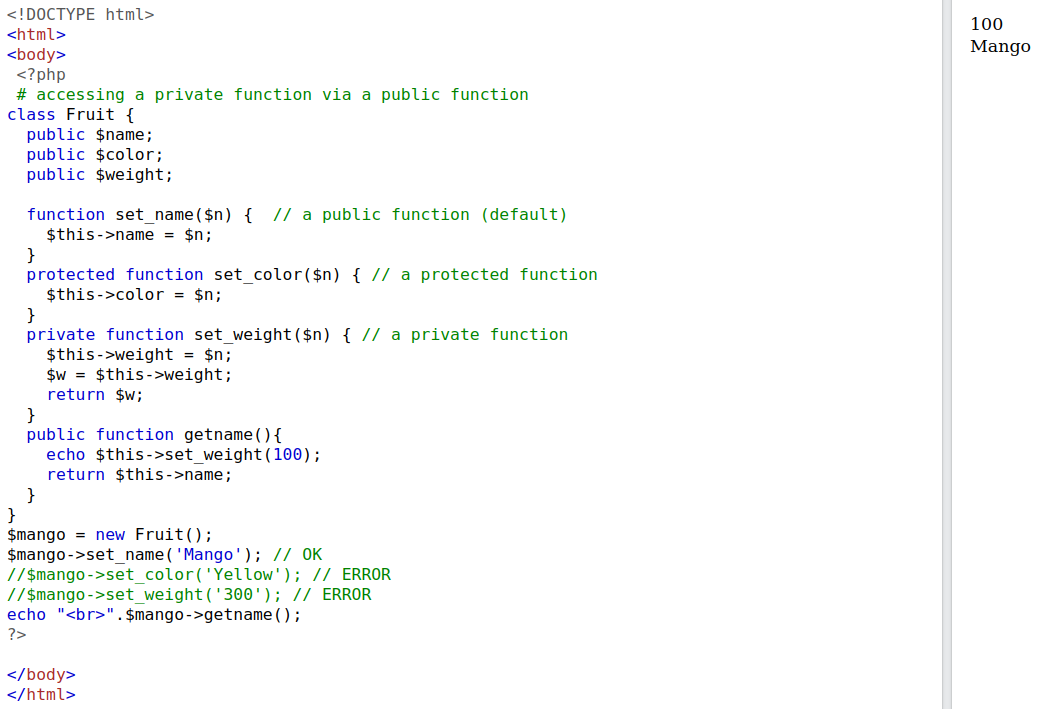 <!DOCTYPE html>
<html>
<body>
 <?php
 # accessing a private function via a public function
class Fruit {
  public $name;
  public $color;
  public $weight;

  function set_name($n) {  // a public function (default)
    $this->name = $n;
  }
  protected function set_color($n) { // a protected function
    $this->color = $n;
  }
  private function set_weight($n) { // a private function
    $this->weight = $n;
    $w = $this->weight;
    return $w;
  }
  public function getname(){
    echo $this->set_weight(100);
    return $this->name;
  }
}
$mango = new Fruit();
$mango->set_name('Mango'); // OK
//$mango->set_color('Yellow'); // ERROR
//$mango->set_weight('300'); // ERROR
echo "<br>".$mango->getname();
?>

</body>
</html>
100
Mango